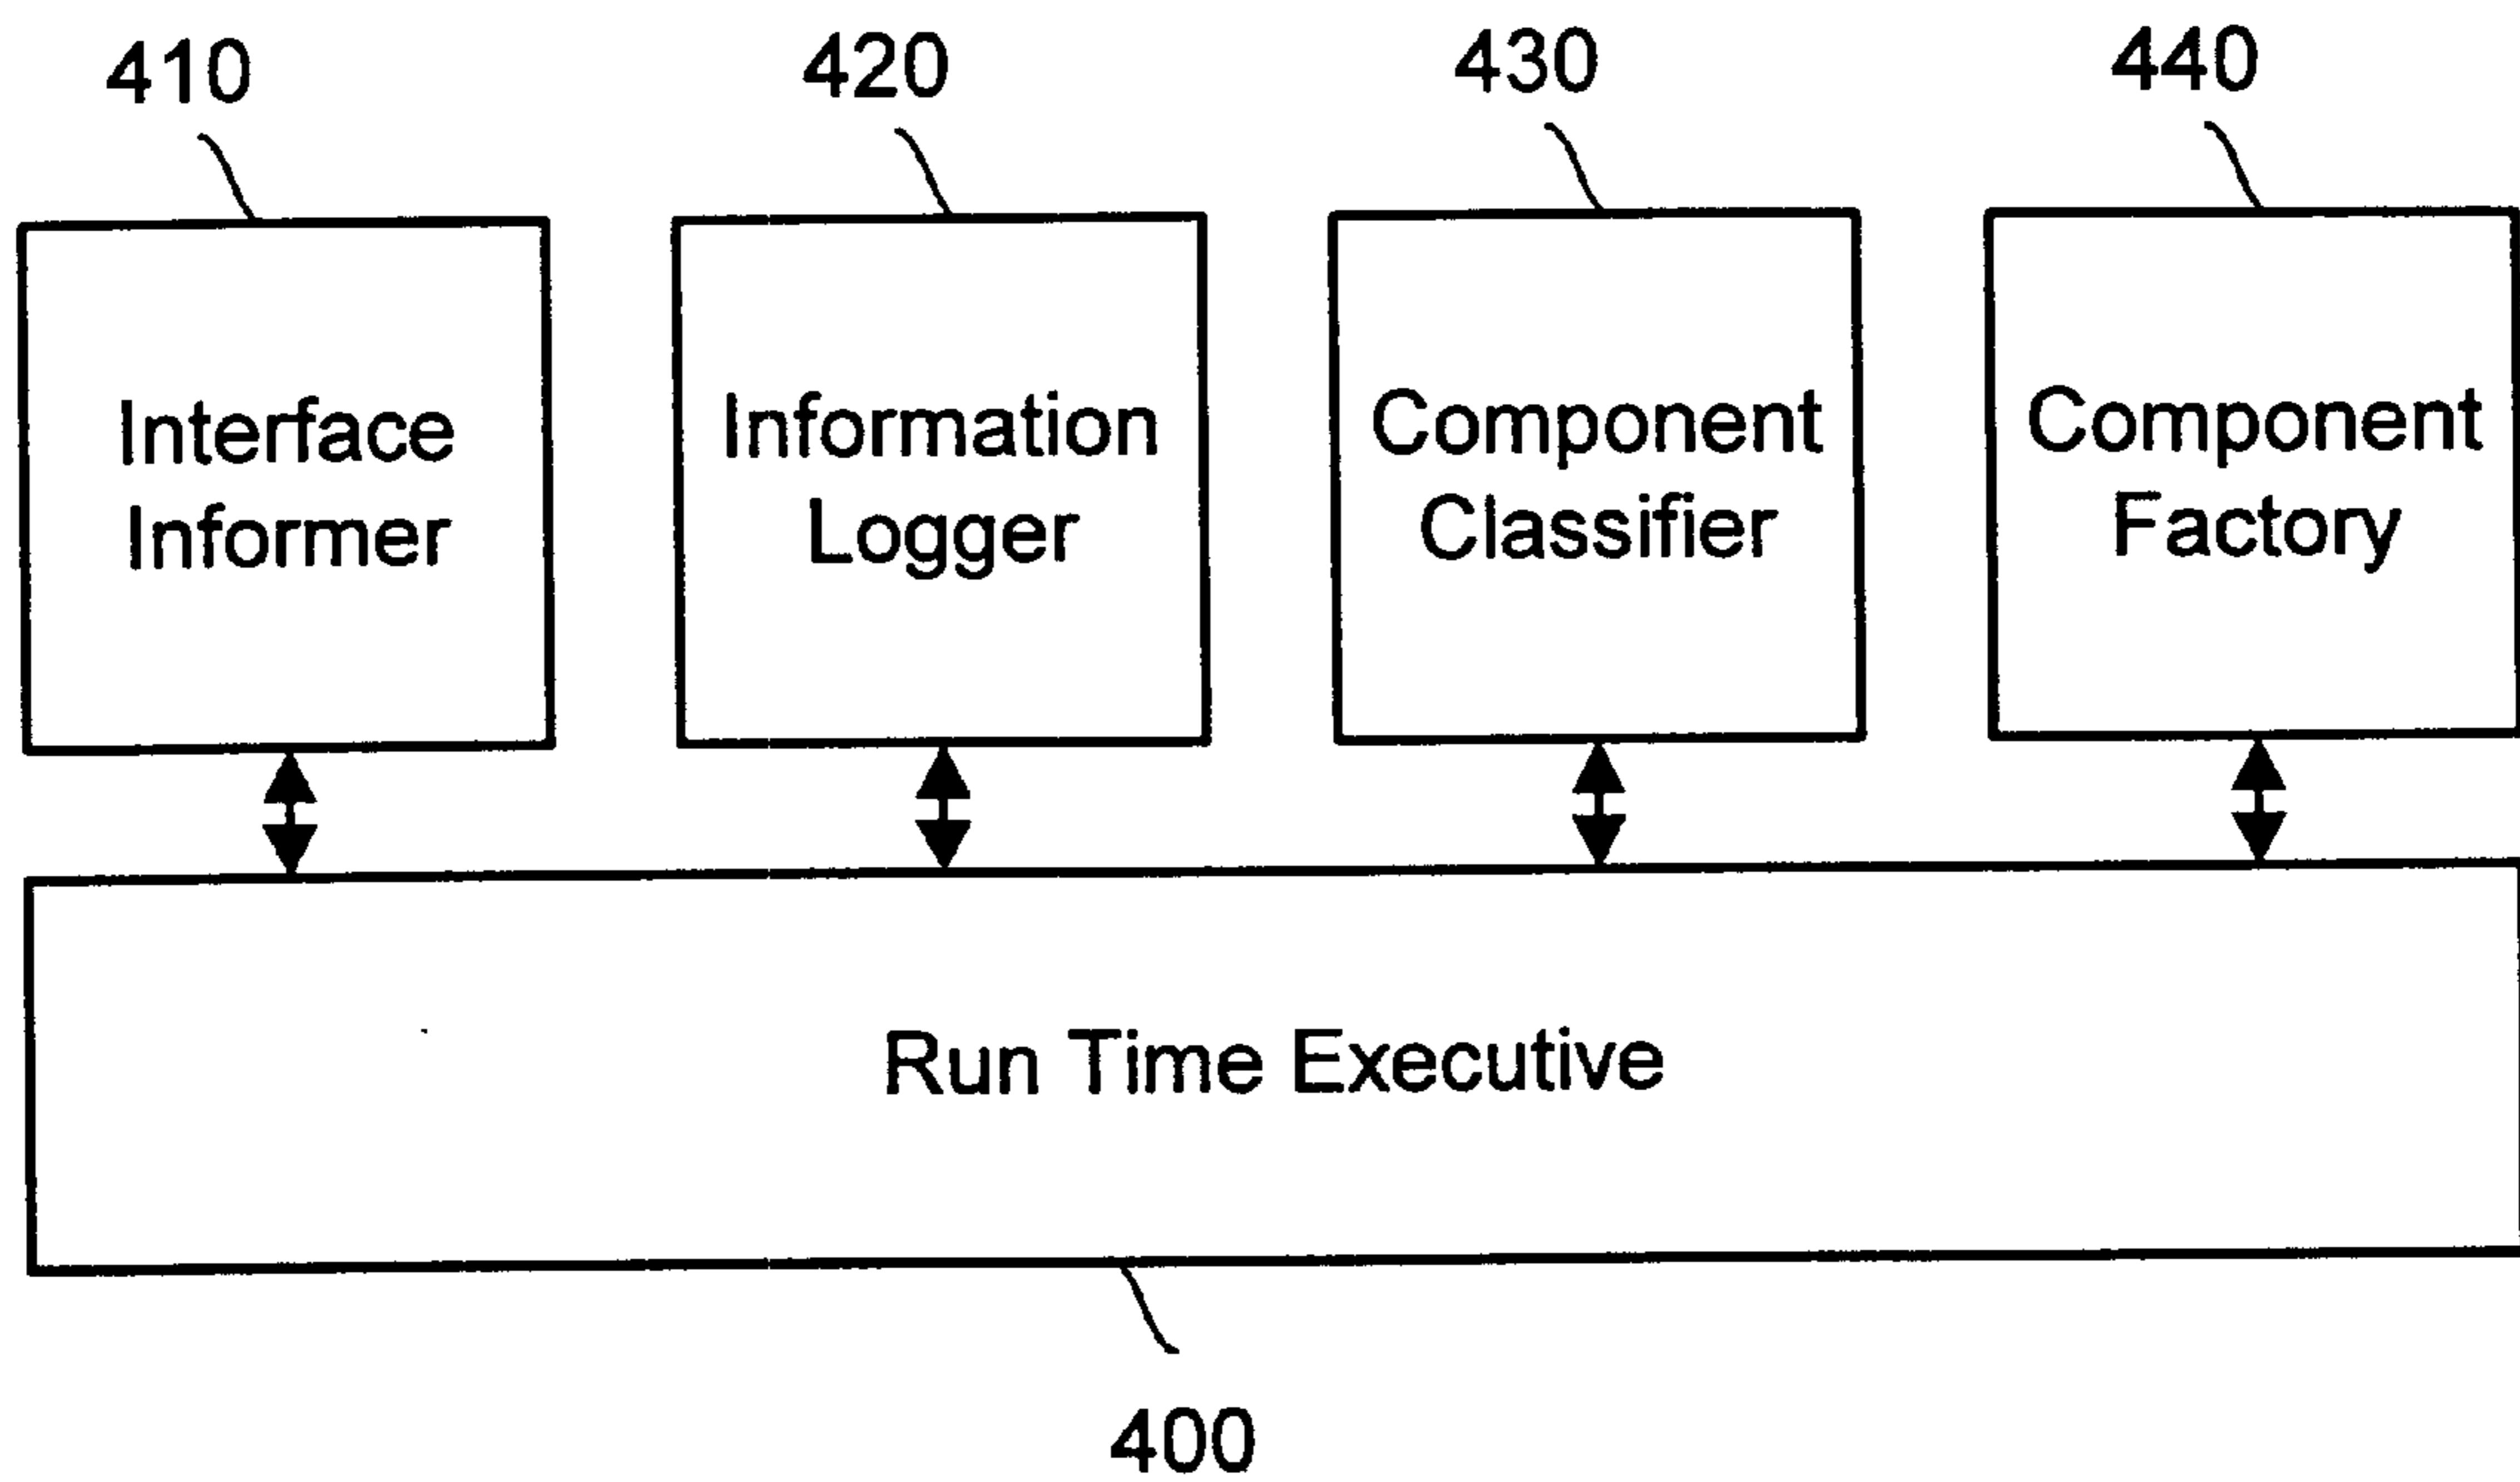 410
420
430
440
Interface
Informer
Information
Logger
Component
Classifier
Component
Factory
Run Time Executive
400